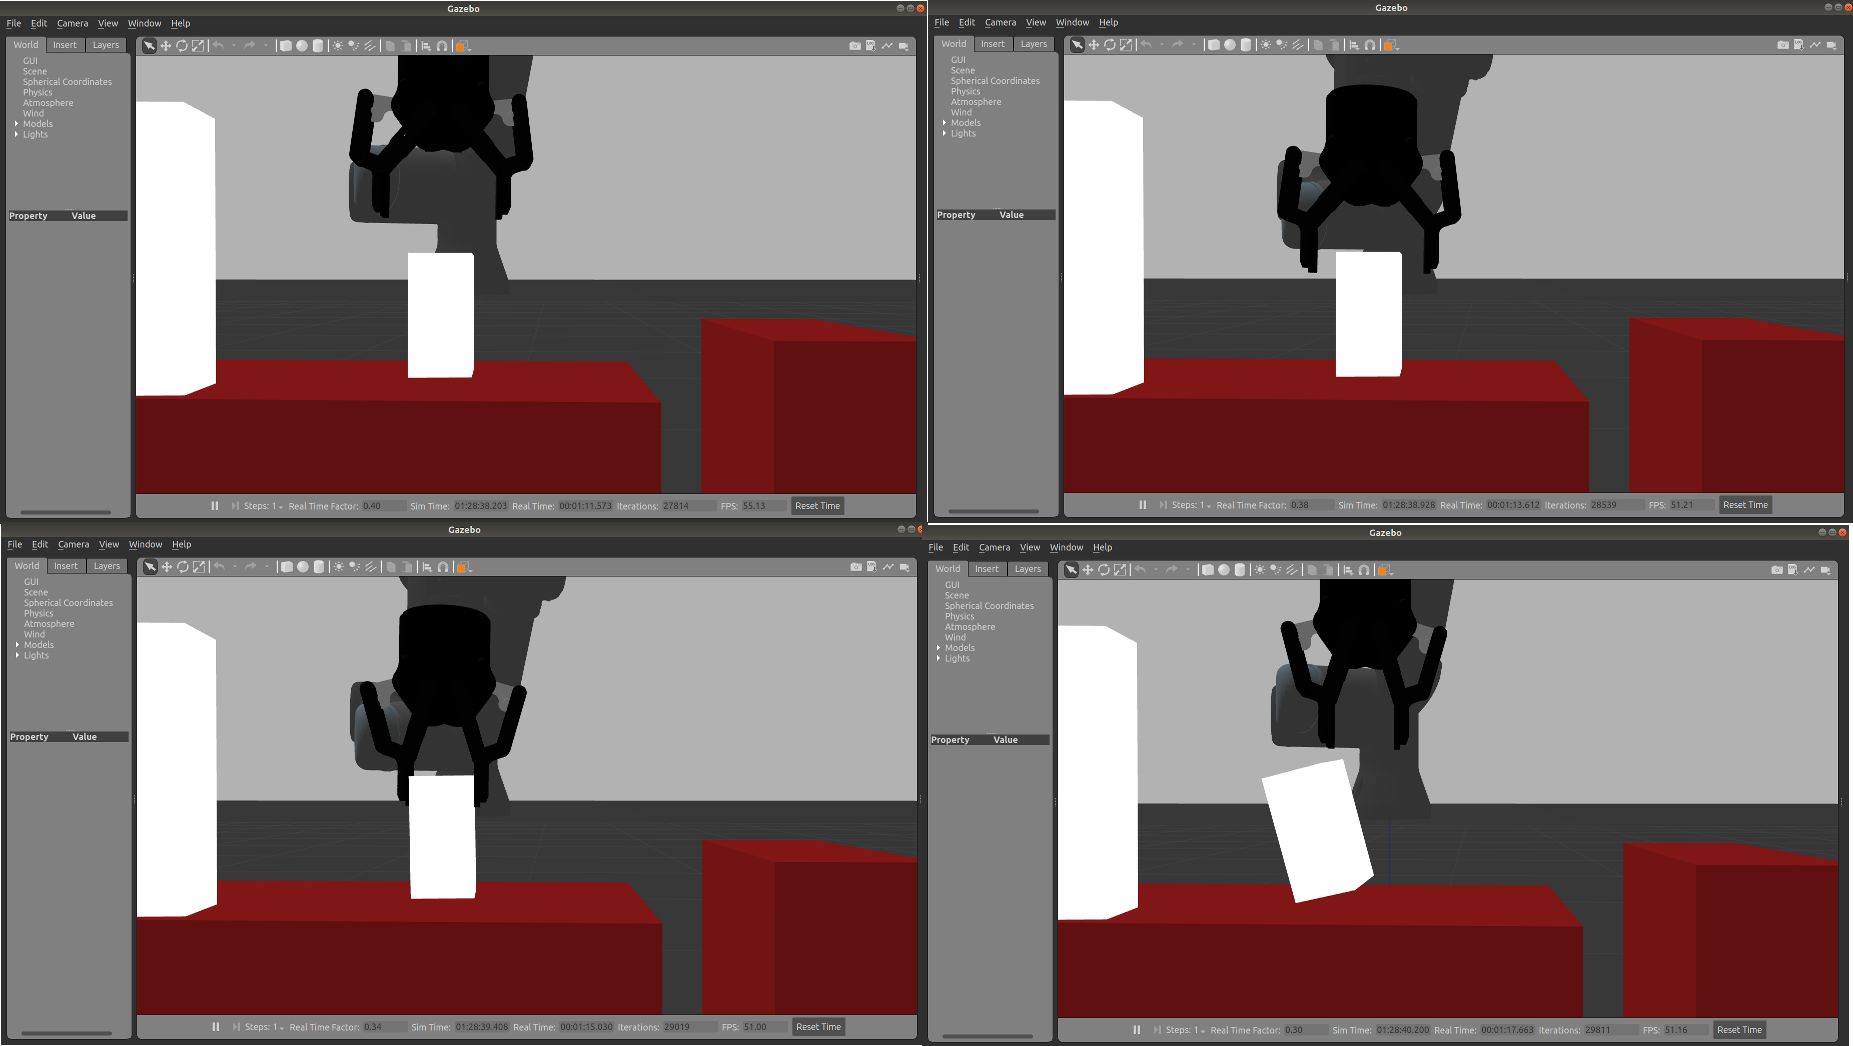 Gazebo
File Edit Camera View Window Help
World Insert Layers
GUI
Scene
Spherical Coordinates
Physics
Atmosphere
Wind
Models
Lights
Property Value
Steps: 1 Real Time Factor: 0.40 Sim Time: 01:28:38.203 Real Time: 00:01:11.573 Iterations: 27814 FPS: 55.13 Reset Time
Gazebo
File Edit Camera View Window Help
World Insert Layers
GUI
Scene
Spherical Coordinates
Physics
Atmosphere
Wind
Models
Lights
Property Value
Steps: 1 Real Time Factor: 0.38 Sim Time: 01:28:38.928 Real Time: 00:01:13.612 Iterations: 28539 FPS: 51.21 Reset Time
Gazebo
File Edit Camera View Window Help
World Insert Layers
GUI
Scene
Spherical Coordinates
Physics
Atmosphere
Wind
Models
Lights
Property Value
Steps: 1 Real Time Factor: 0.34 Sim Time: 01:28:39.408 Real Time: 00:01:15.030 Iterations: 29019 FPS: 51.00 Reset Time
Gazebo
File Edit Camera View Window Help
World Insert Layers
GUI
Scene
Spherical Coordinates
Physics
Atmosphere
Wind
Models
Lights
Property Value
Steps: 1 Real Time Factor: 0.30 Sim Time: 01:28:40.200 Real Time: 00:01:17.663 Iterations: 29811 FPS: 51.16 Reset Time